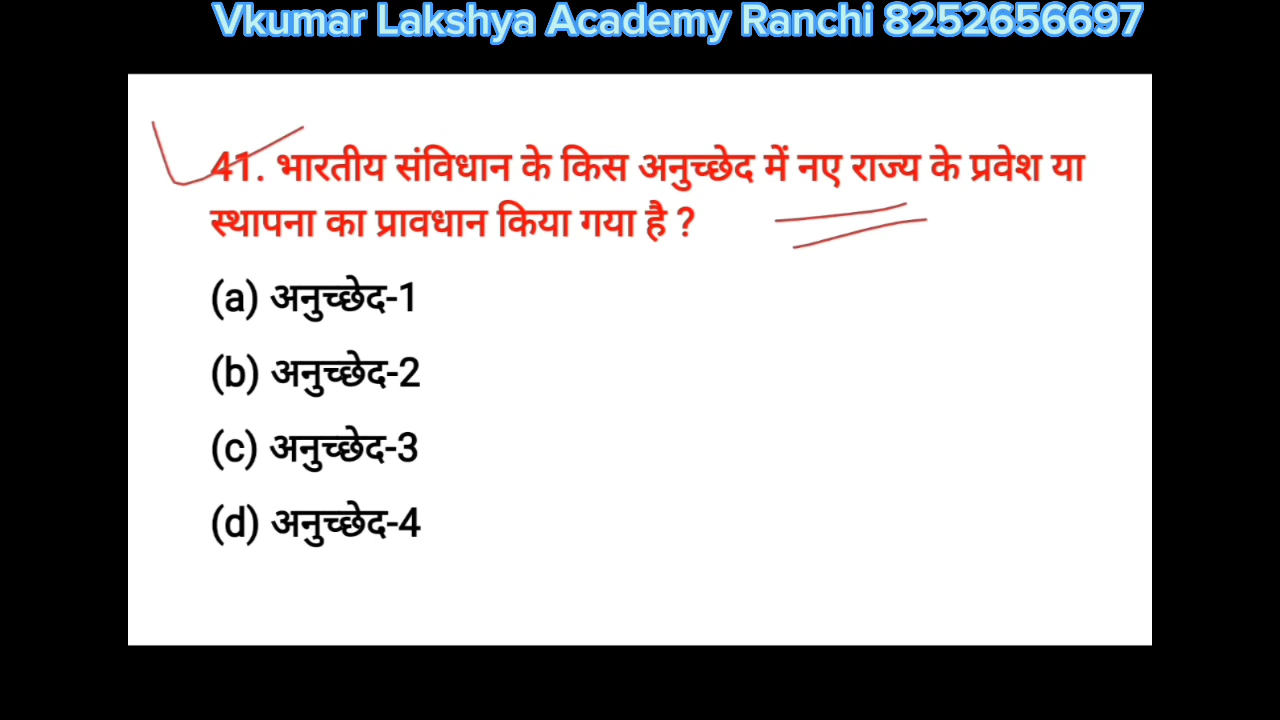 Vkumar Lakshya Academy Ranchi 8252656697
41. भारतीय संविधान के किस अनुच्छेद में नए राज्य के प्रवेश या
स्थापना का प्रावधान किया गया है ?
(a) अनुच्छेद-1
(b) अनुच्छेद-2
(c) अनुच्छेद-3
(d) अनुच्छेद-4